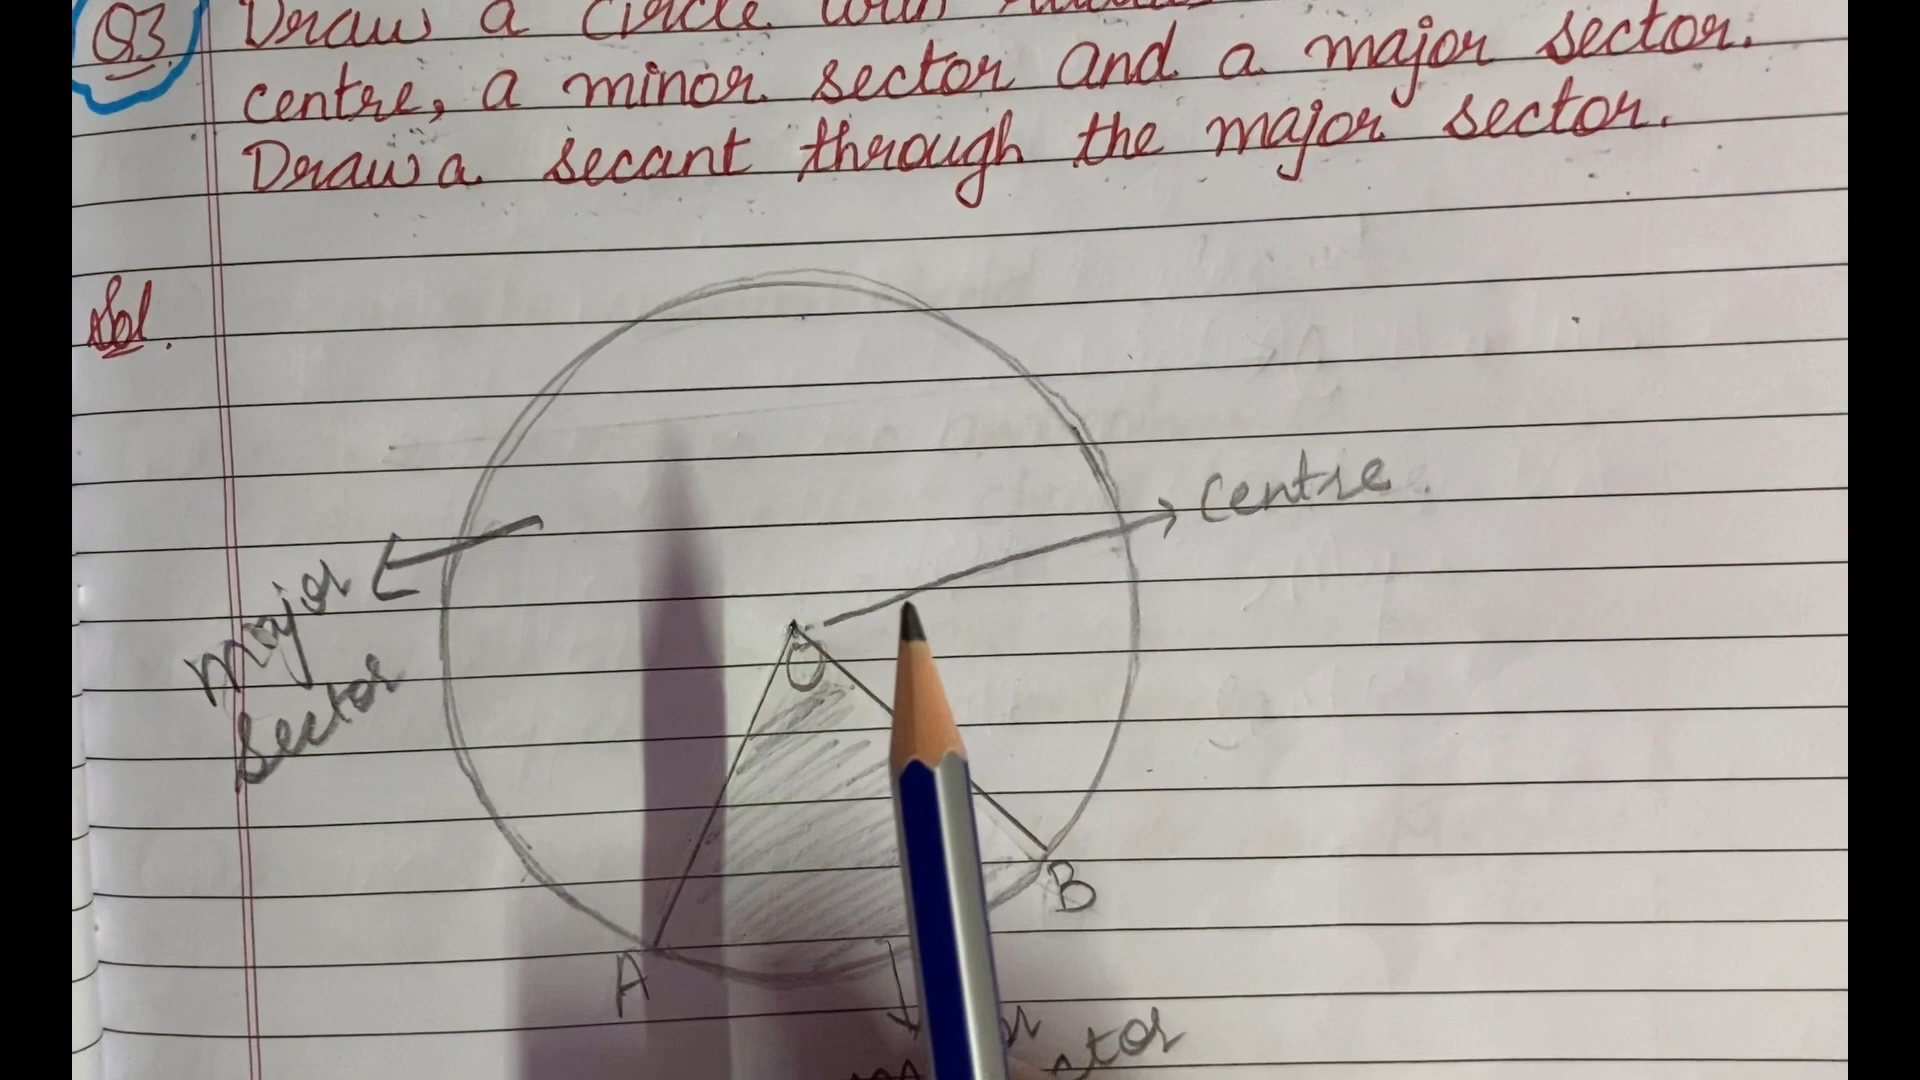 Q3. Draw a circle with
centre, a minor sector and a major sector.
Draw a secant through the major sector.
Sol.
centre.
major
sector
O
B
A